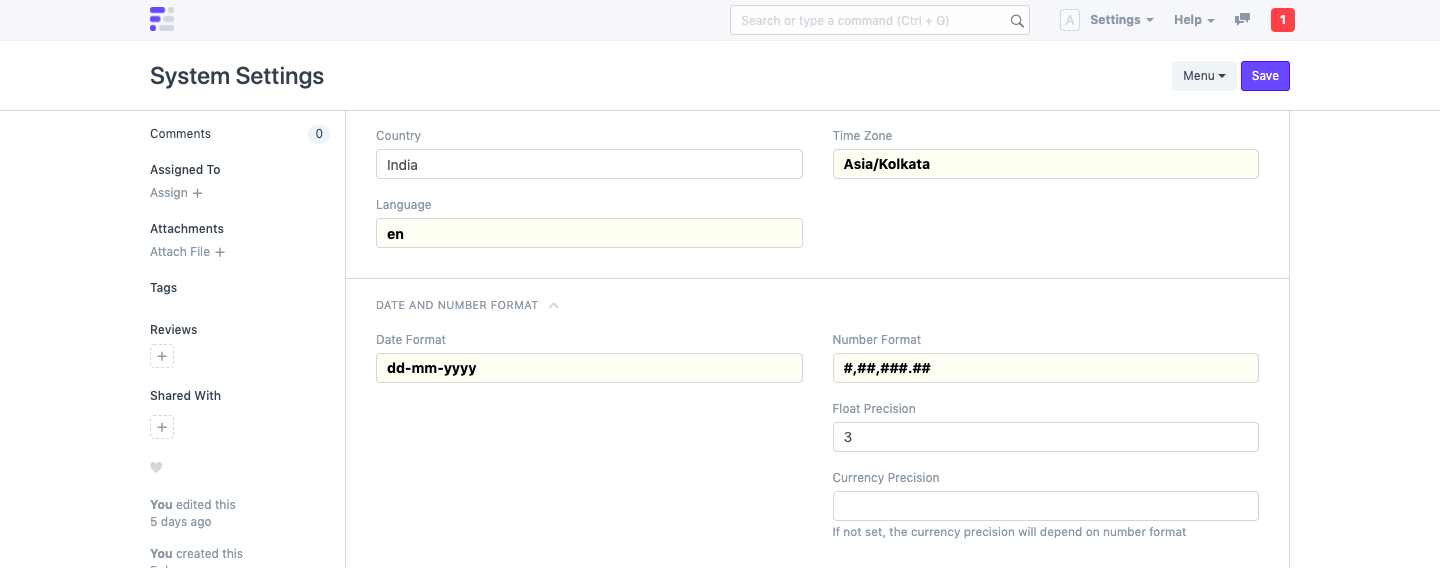 Search or type a command (Ctrl + G)
A Settings Help 1
System Settings
Menu Save
Comments 0
Assigned To
Assign +
Attachments
Attach File +
Tags
Reviews
+
Shared With
+
You edited this
5 days ago
You created this
Country
India
Time Zone
Asia/Kolkata
Language
en
DATE AND NUMBER FORMAT
Date Format
dd-mm-yyyy
Number Format
#,##,###.##
Float Precision
3
Currency Precision
If not set, the currency precision will depend on number format